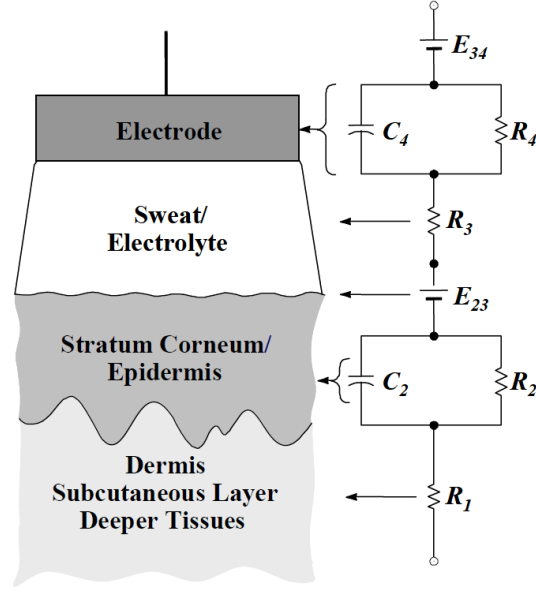 E34
Electrode
C4
R4
Sweat/
Electrolyte
R3
E23
Stratum Corneum/
Epidermis
C2
R2
Dermis
Subcutaneous Layer
Deeper Tissues
R1